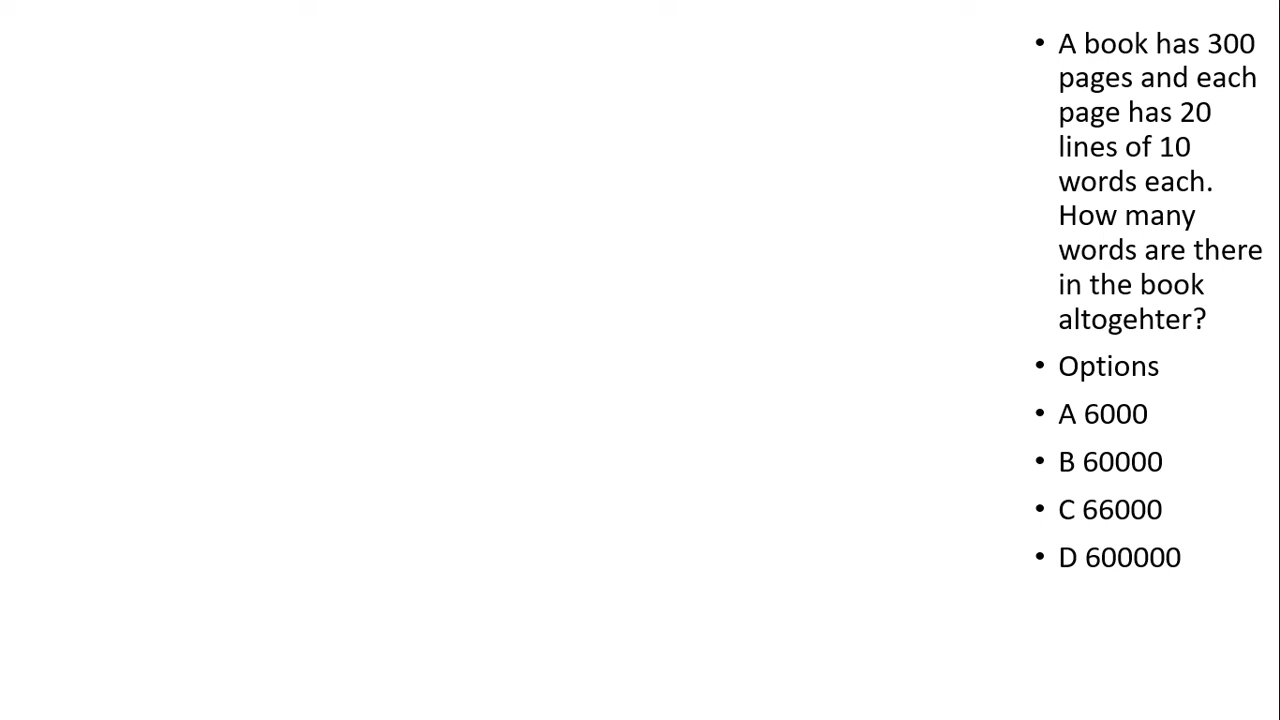 • A book has 300
pages and each
page has 20
lines of 10
words each.
How many
words are there
in the book
altogehter?
• Options
• A 6000
• B 60000
• C 66000
• D 600000